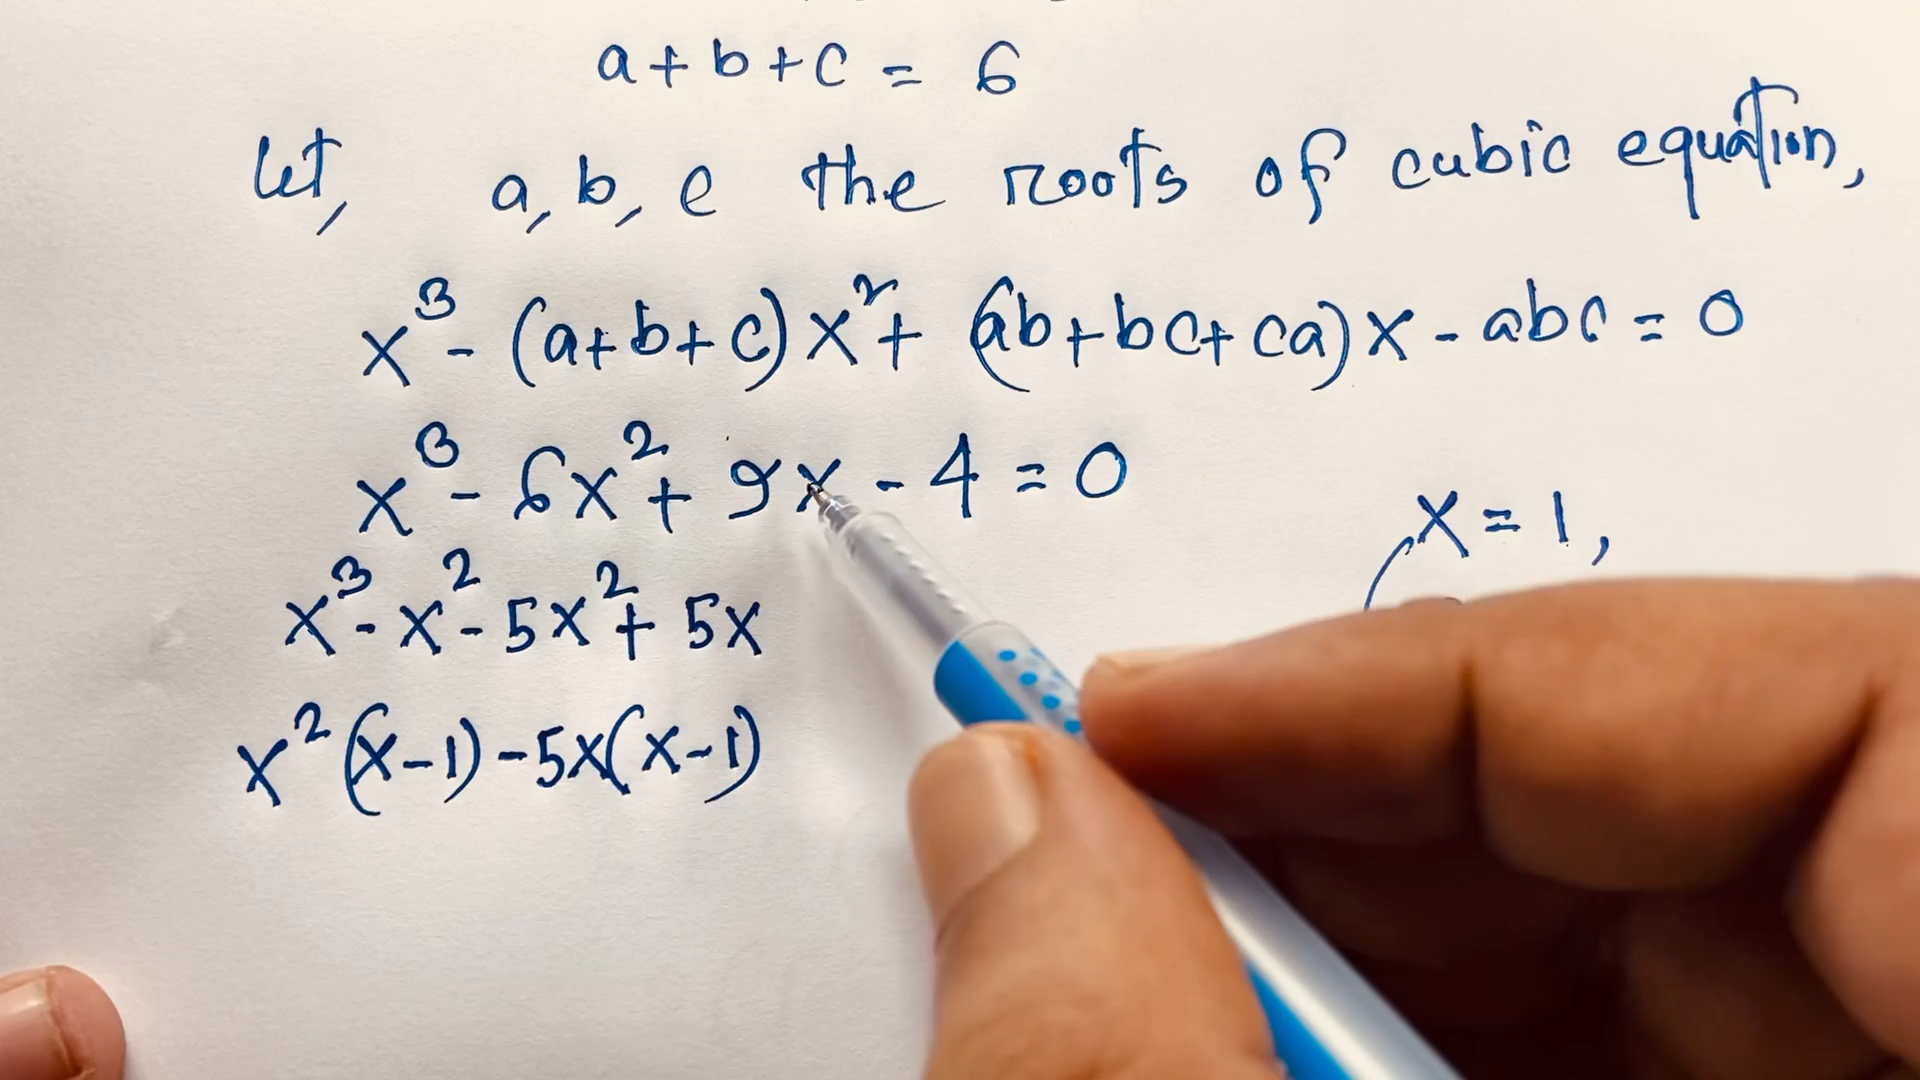 a + b + c = 6
Let, a, b, c the roots of cubic equation,
x³ - (a+b+c)x² + (ab+bc+ca)x - abc = 0
x³ - 6x² + 9x - 4 = 0
x = 1,
x³ - x² - 5x² + 5x
x²(x-1) - 5x(x-1)